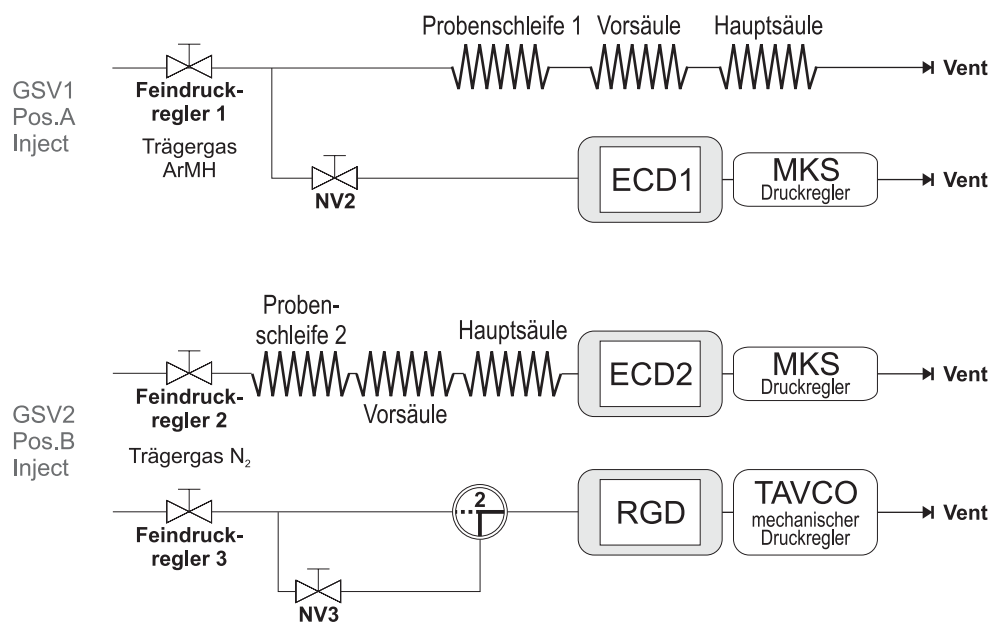 GSV1
Pos.A
Inject
Feindruck-
regler 1
Trägergas
ArMH
Probenschleife 1
Vorsäule
Hauptsäule
Vent
NV2
ECD1
MKS
Druckregler
Vent
GSV2
Pos.B
Inject
Feindruck-
regler 2
Proben-
schleife 2
Vorsäule
Hauptsäule
ECD2
MKS
Druckregler
Vent
Trägergas N₂
Feindruck-
regler 3
NV3
2
RGD
TAVCO
mechanischer
Druckregler
Vent